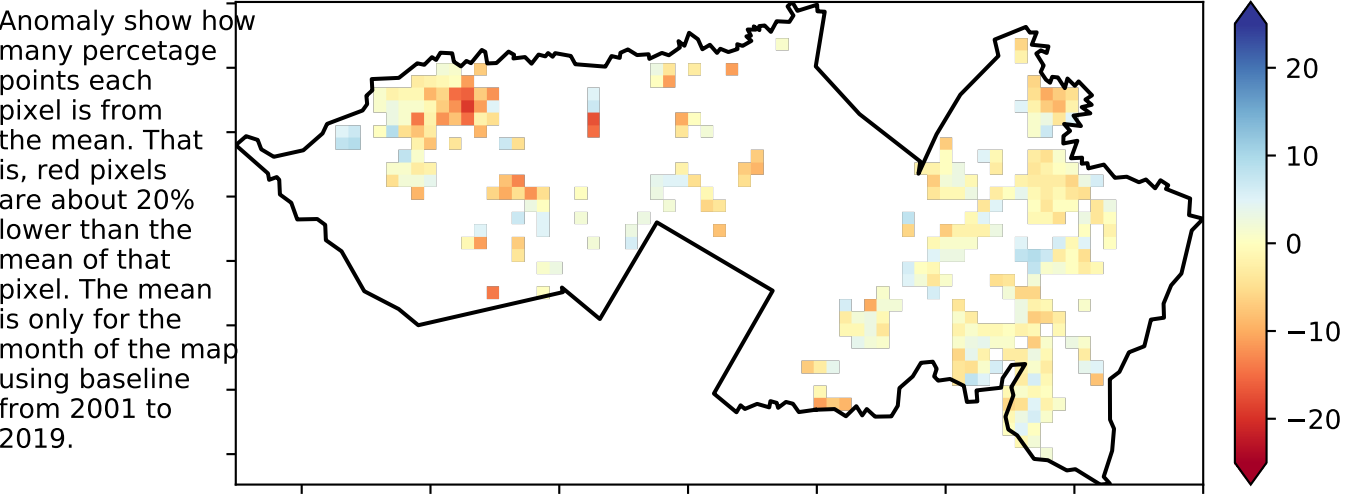 Anomaly show how
many percetage
points each
pixel is from
the mean. That
is, red pixels
are about 20%
lower than the
mean of that
pixel. The mean
is only for the
month of the map
using baseline
from 2001 to
2019.
20
10
0
−10
−20